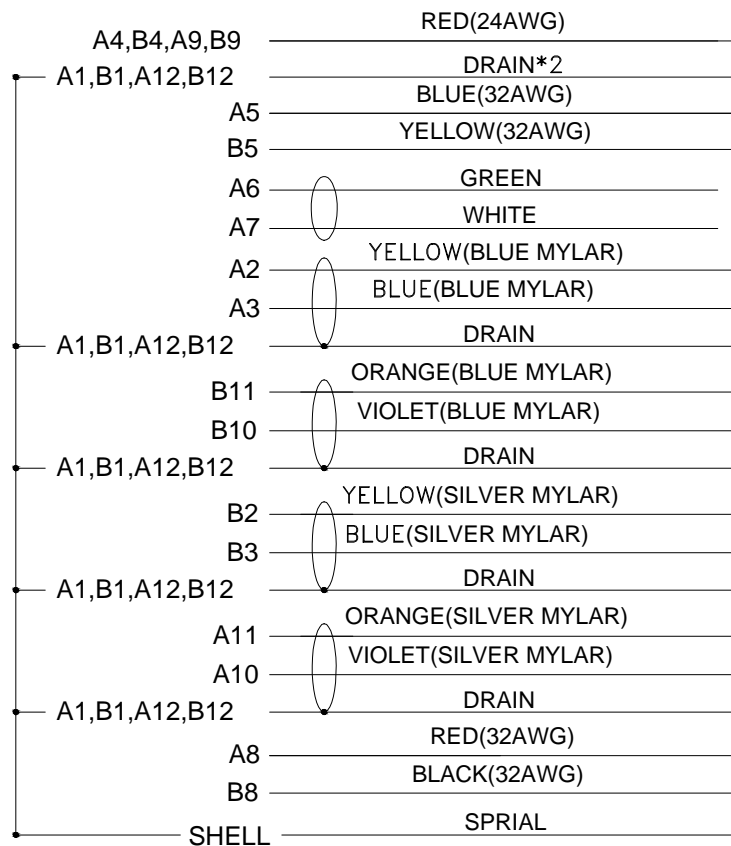 A4,B4,A9,B9 RED(24AWG)
A1,B1,A12,B12 DRAIN*2
A5 BLUE(32AWG)
B5 YELLOW(32AWG)
A6 GREEN
A7 WHITE
A2 YELLOW(BLUE MYLAR)
A3 BLUE(BLUE MYLAR)
A1,B1,A12,B12 DRAIN
B11 ORANGE(BLUE MYLAR)
B10 VIOLET(BLUE MYLAR)
A1,B1,A12,B12 DRAIN
B2 YELLOW(SILVER MYLAR)
B3 BLUE(SILVER MYLAR)
A1,B1,A12,B12 DRAIN
A11 ORANGE(SILVER MYLAR)
A10 VIOLET(SILVER MYLAR)
A1,B1,A12,B12 DRAIN
A8 RED(32AWG)
B8 BLACK(32AWG)
SHELL SPRIAL